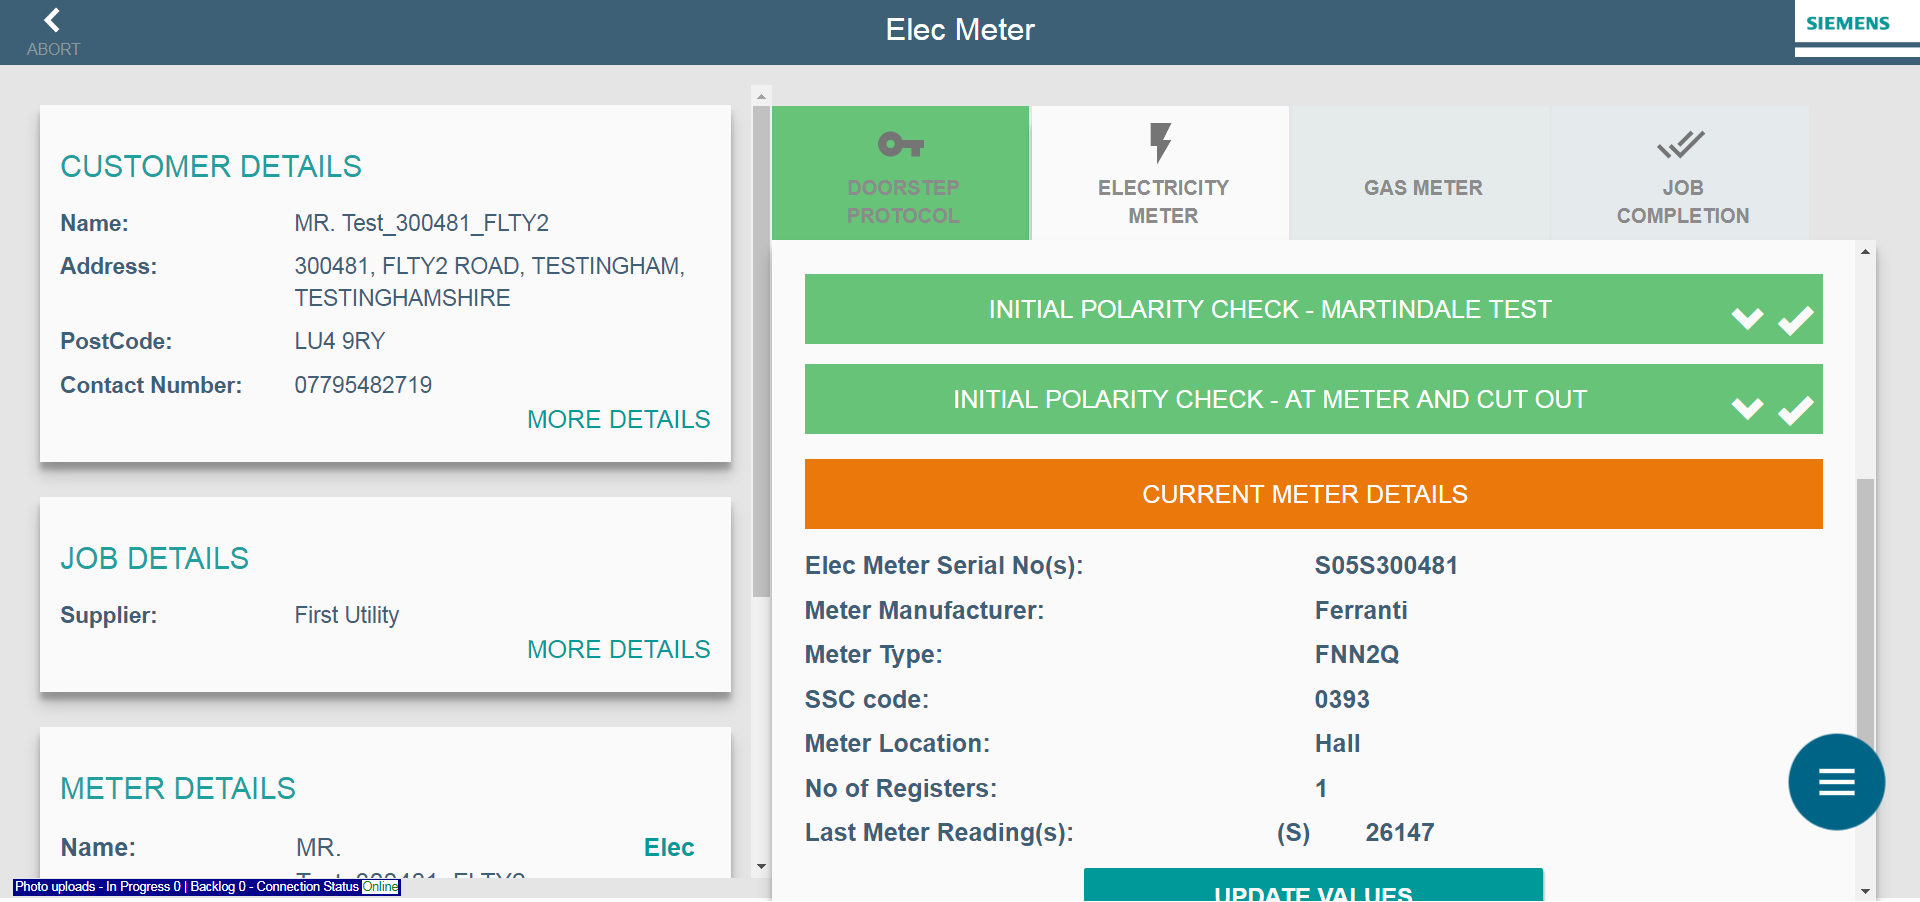 ABORT
Elec Meter
SIEMENS
CUSTOMER DETAILS
Name: MR. Test_300481_FLTY2
Address: 300481, FLTY2 ROAD, TESTINGHAM,
TESTINGHAMSHIRE
PostCode: LU4 9RY
Contact Number: 07795482719
MORE DETAILS
JOB DETAILS
Supplier: First Utility
MORE DETAILS
METER DETAILS
Name: MR. Elec
Test_300481_FLTY2
Photo uploads - In Progress 0 | Backlog 0 - Connection Status Online
DOORSTEP
PROTOCOL
ELECTRICITY
METER
GAS METER
JOB
COMPLETION
INITIAL POLARITY CHECK - MARTINDALE TEST
INITIAL POLARITY CHECK - AT METER AND CUT OUT
CURRENT METER DETAILS
Elec Meter Serial No(s): S05S300481
Meter Manufacturer: Ferranti
Meter Type: FNN2Q
SSC code: 0393
Meter Location: Hall
No of Registers: 1
Last Meter Reading(s): (S) 26147
UPDATE VALUES